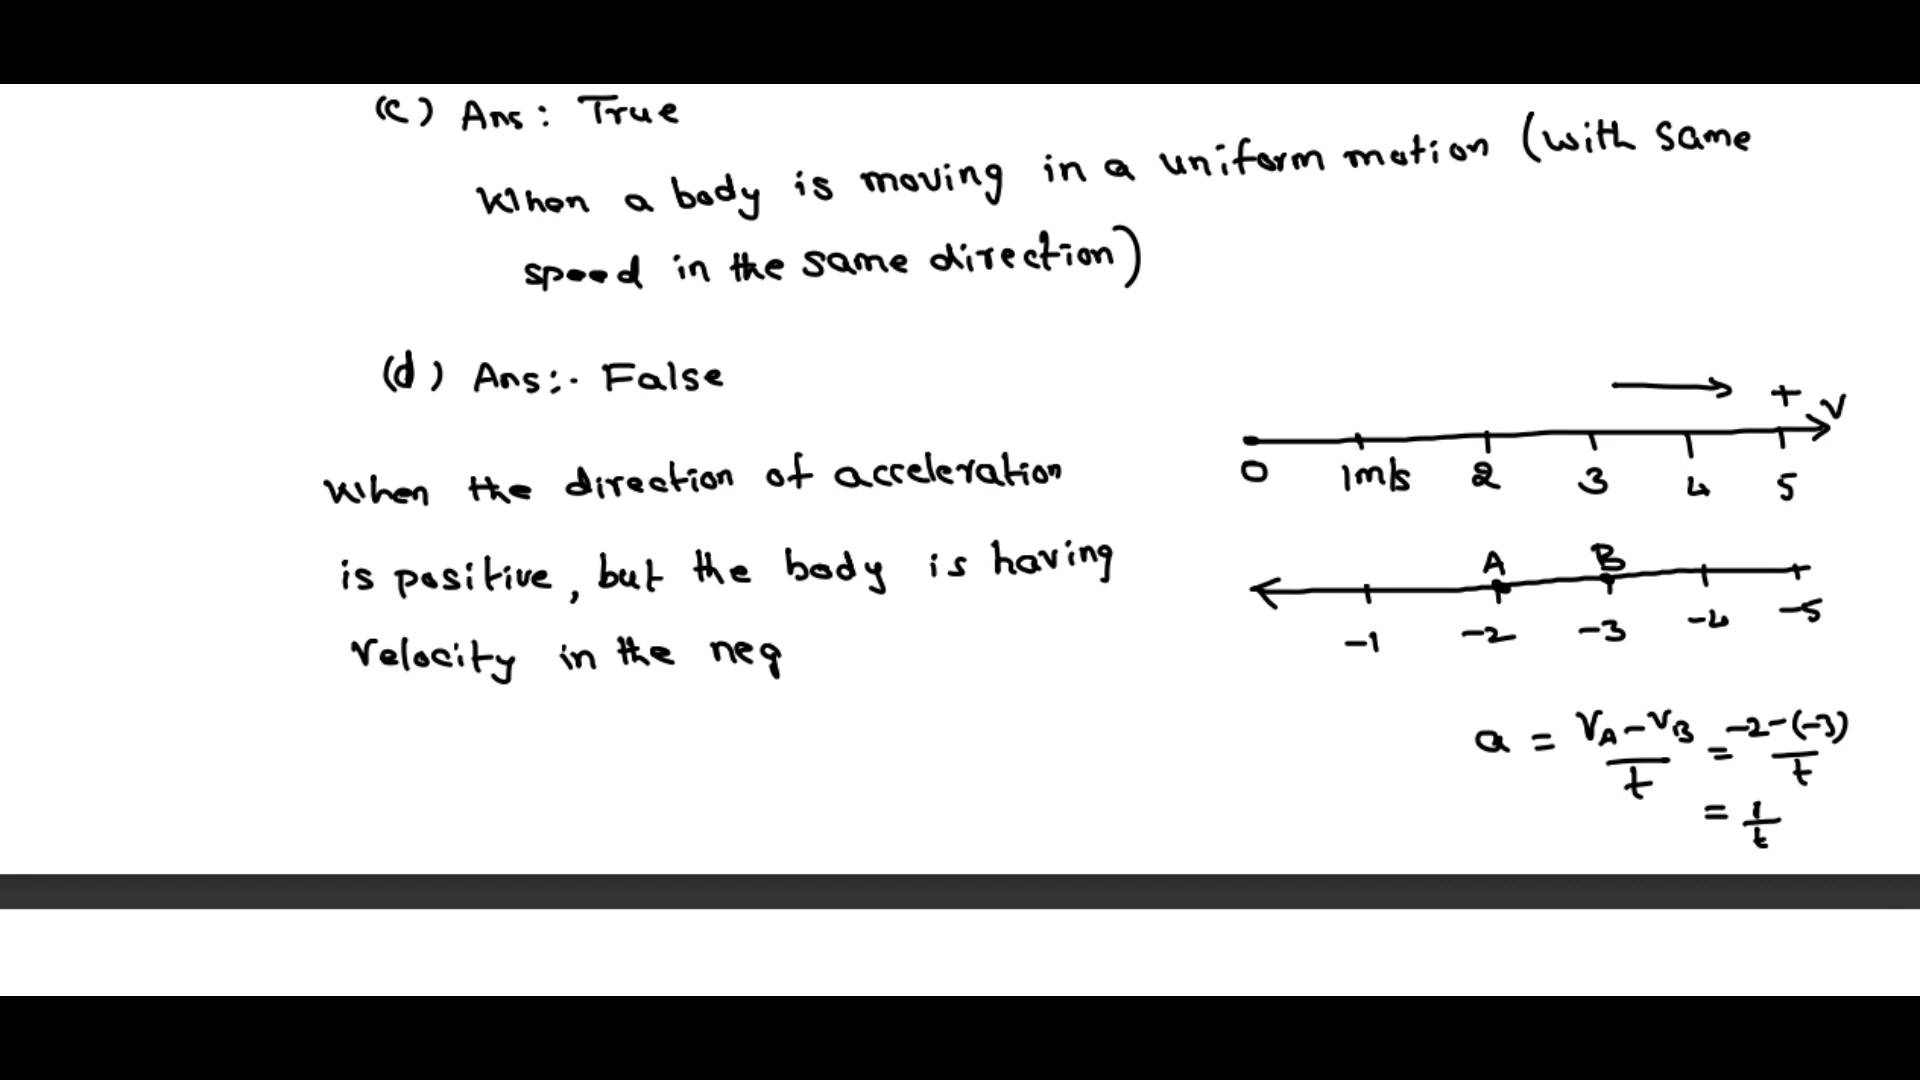 (c) Ans: True
When a body is moving in a uniform motion (with same
speed in the same direction)
(d) Ans:- False
When the direction of acceleration
is positive, but the body is having
velocity in the neg
+ V
0 1m/s 2 3 4 5
A B
-1 -2 -3 -4 -5
a = VA-VB/t = -2-(-3)/t
= 1/t